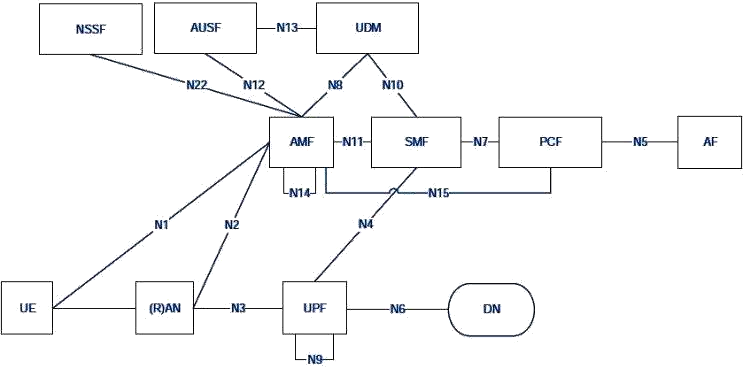 NSSF
AUSF
N13
UDM
N22
N12
N8
N10
AMF
N11
SMF
N7
PCF
N5
AF
N14
N15
N1
N2
N4
UE
(R)AN
N3
UPF
N6
DN
N9